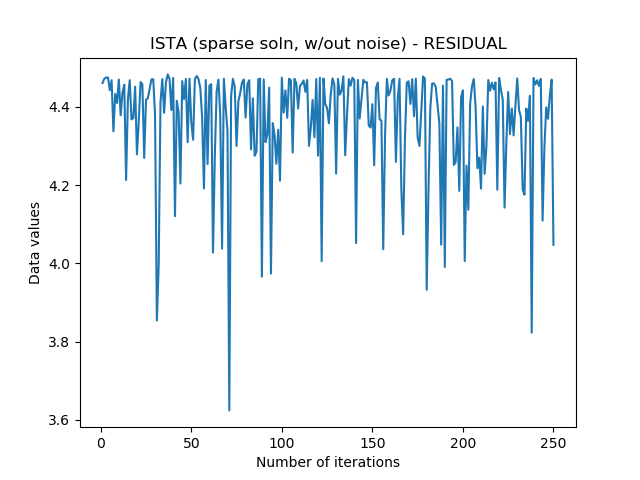 ISTA (sparse soln, w/out noise) - RESIDUAL
4.4
4.2
4.0
3.8
3.6
Data values
0 50 100 150 200 250
Number of iterations